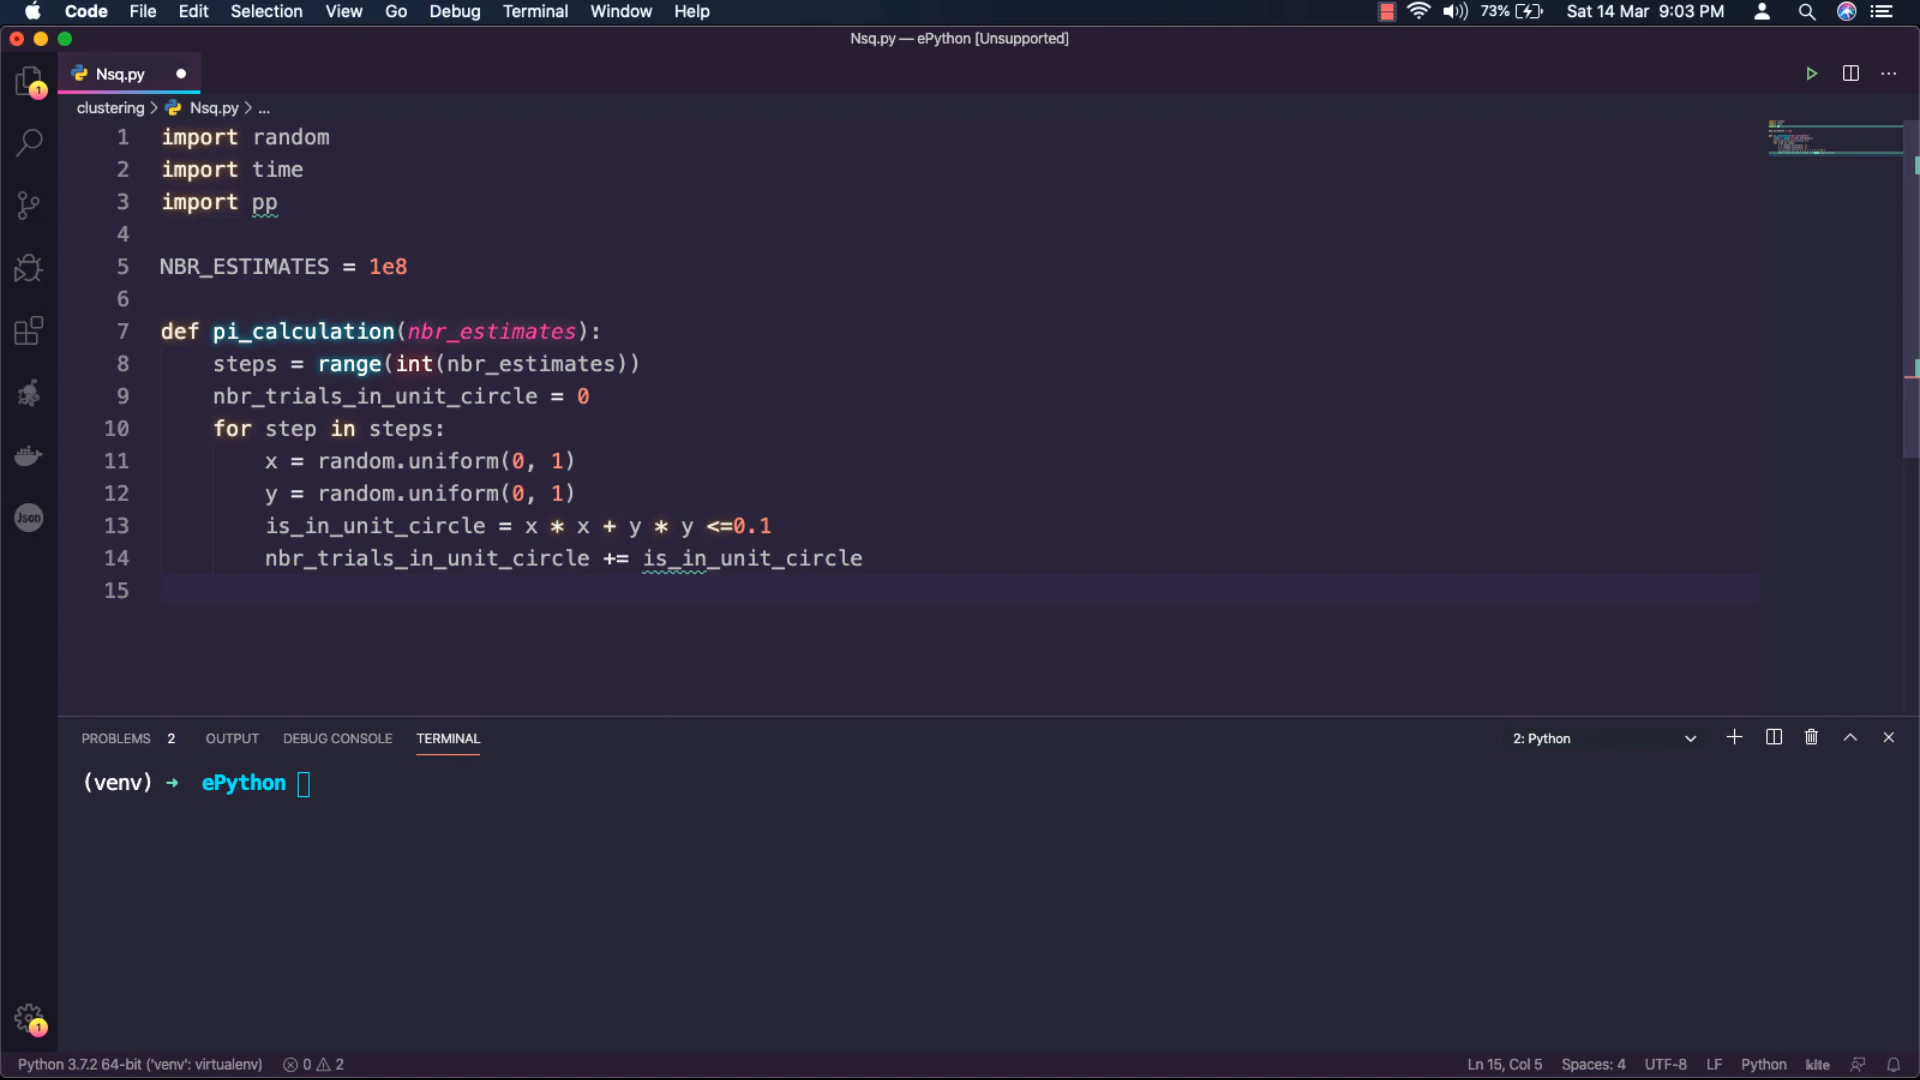 Code File Edit Selection View Go Debug Terminal Window Help 73% Sat 14 Mar 9:03 PM
Nsq.py — ePython [Unsupported]
1 Nsq.py
clustering > Nsq.py > ...
1 import random
2 import time
3 import pp
4
5 NBR_ESTIMATES = 1e8
6
7 def pi_calculation(nbr_estimates):
8 steps = range(int(nbr_estimates))
9 nbr_trials_in_unit_circle = 0
10 for step in steps:
11 x = random.uniform(0, 1)
12 y = random.uniform(0, 1)
13 is_in_unit_circle = x * x + y * y <=0.1
14 nbr_trials_in_unit_circle += is_in_unit_circle
15
Json
PROBLEMS 2 OUTPUT DEBUG CONSOLE TERMINAL 2: Python
(venv) → ePython
1
Python 3.7.2 64-bit ('venv': virtualenv) 0 2 Ln 15, Col 5 Spaces: 4 UTF-8 LF Python kite